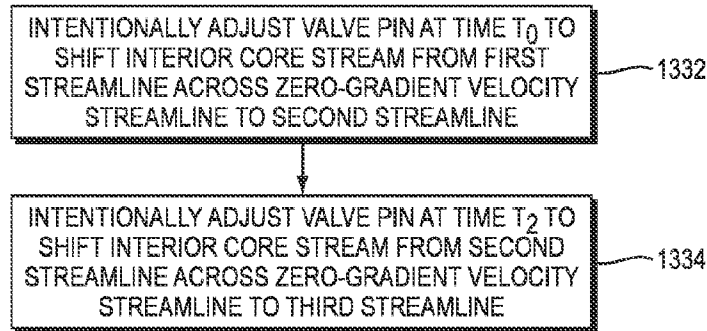 INTENTIONALLY ADJUST VALVE PIN AT TIME T0 TO
SHIFT INTERIOR CORE STREAM FROM FIRST
STREAMLINE ACROSS ZERO-GRADIENT VELOCITY
STREAMLINE TO SECOND STREAMLINE
1332
INTENTIONALLY ADJUST VALVE PIN AT TIME T2 TO
SHIFT INTERIOR CORE STREAM FROM SECOND
STREAMLINE ACROSS ZERO-GRADIENT VELOCITY
STREAMLINE TO THIRD STREAMLINE
1334